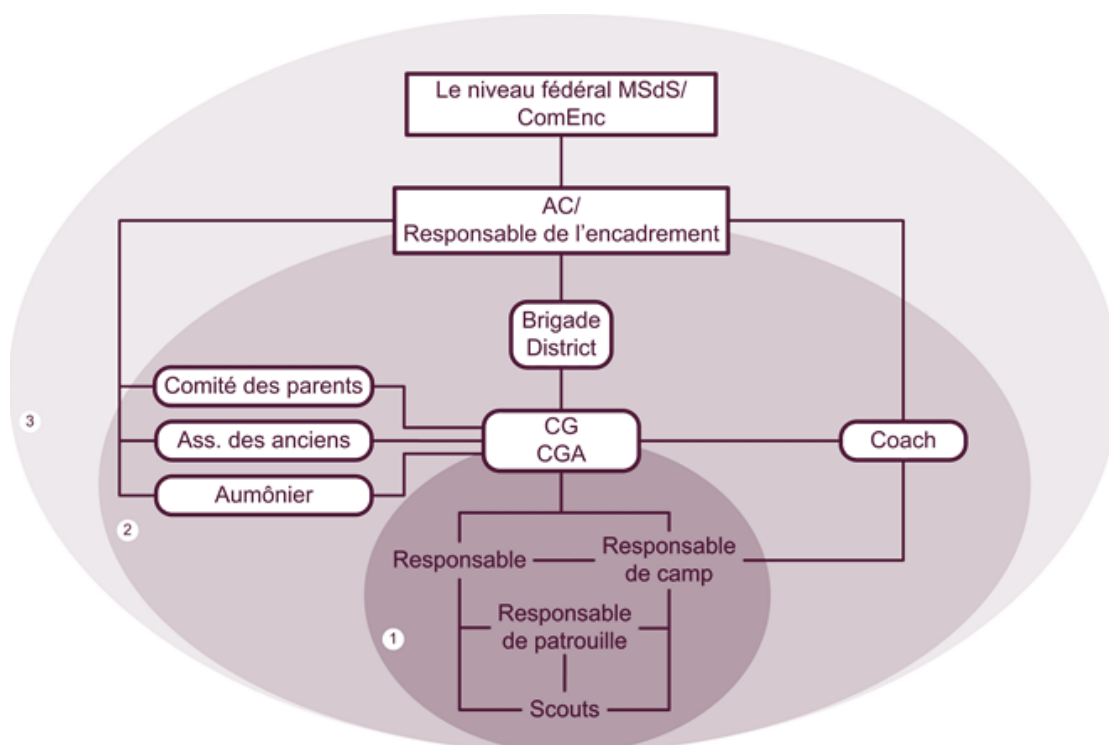 Le niveau fédéral MSdS/
ComEnc
AC/
Responsable de l'encadrement
Brigade
District
Comité des parents
3
Ass. des anciens
CG
CGA
Coach
Aumônier
2
Responsable
Responsable
de camp
1
Responsable
de patrouille
Scouts